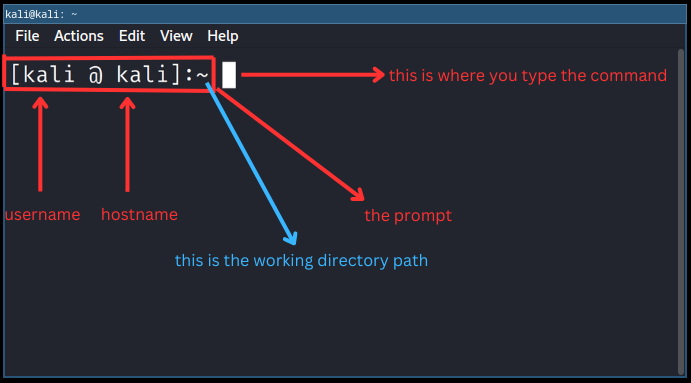 kali@kali: ~
File Actions Edit View Help
[kali @ kali]:~
this is where you type the command
username hostname
the prompt
this is the working directory path